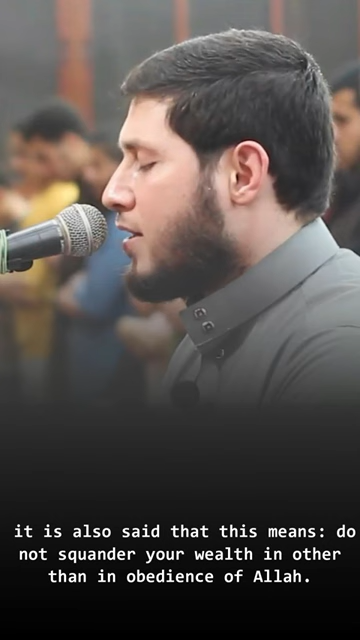 it is also said that this means: do
not squander your wealth in other
than in obedience of Allah.